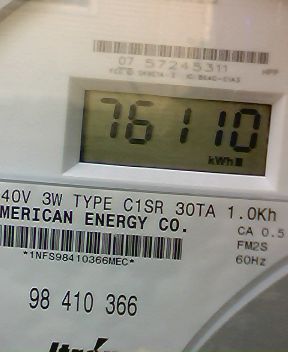 07 57245311
76110
kWh
40V 3W TYPE C1SR 30TA 1.0Kh
MERICAN ENERGY CO.
CA 0.5
FM2S
60Hz
*1NFS98410366MEC*
98 410 366
Itrón